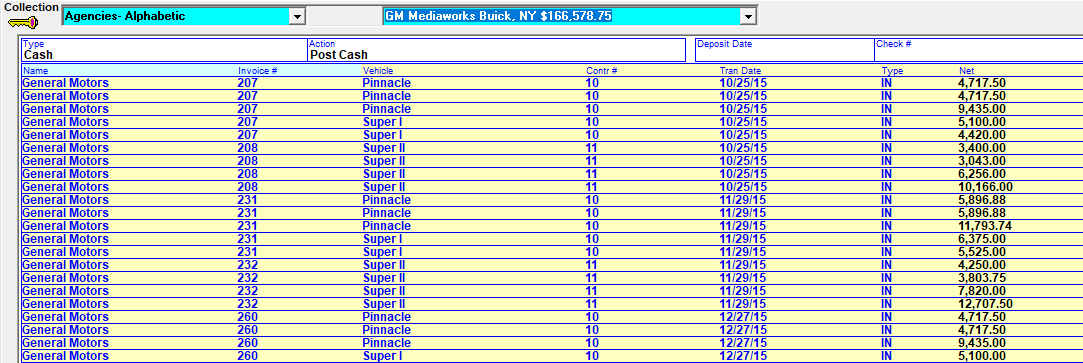 Collection Agencies- Alphabetic GM Mediaworks Buick, NY $166,578.75
Type Action Deposit Date Check #
Cash Post Cash
Name Invoice # Vehicle Contr # Tran Date Type Net
General Motors 207 Pinnacle 10 10/25/15 IN 4,717.50
General Motors 207 Pinnacle 10 10/25/15 IN 4,717.50
General Motors 207 Pinnacle 10 10/25/15 IN 9,435.00
General Motors 207 Super I 10 10/25/15 IN 5,100.00
General Motors 207 Super I 10 10/25/15 IN 4,420.00
General Motors 208 Super II 11 10/25/15 IN 3,400.00
General Motors 208 Super II 11 10/25/15 IN 3,043.00
General Motors 208 Super II 11 10/25/15 IN 6,256.00
General Motors 208 Super II 11 10/25/15 IN 10,166.00
General Motors 231 Pinnacle 10 11/29/15 IN 5,896.88
General Motors 231 Pinnacle 10 11/29/15 IN 5,896.88
General Motors 231 Pinnacle 10 11/29/15 IN 11,793.74
General Motors 231 Super I 10 11/29/15 IN 6,375.00
General Motors 231 Super I 10 11/29/15 IN 5,525.00
General Motors 232 Super II 11 11/29/15 IN 4,250.00
General Motors 232 Super II 11 11/29/15 IN 3,803.75
General Motors 232 Super II 11 11/29/15 IN 7,820.00
General Motors 232 Super II 11 11/29/15 IN 12,707.50
General Motors 260 Pinnacle 10 12/27/15 IN 4,717.50
General Motors 260 Pinnacle 10 12/27/15 IN 4,717.50
General Motors 260 Pinnacle 10 12/27/15 IN 9,435.00
General Motors 260 Super I 10 12/27/15 IN 5,100.00